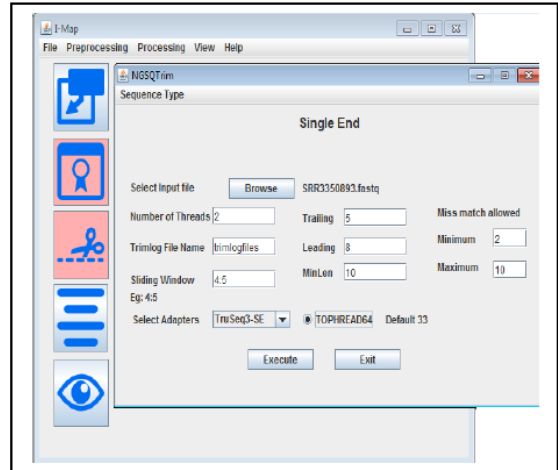 I-Map
File Preprocessing Processing View Help
NGSQTrim
Sequence Type
Single End
Select Input file Browse SRR3350893.fastq
Number of Threads 2 Trailing 5 Miss match allowed
Trimlog File Name trimlogfiles Leading 8 Minimum 2
Sliding Window 4:5 MinLen 10 Maximum 10
Eg: 4:5
Select Adapters TruSeq3-SE TOPHREAD64 Default 33
Execute Exit